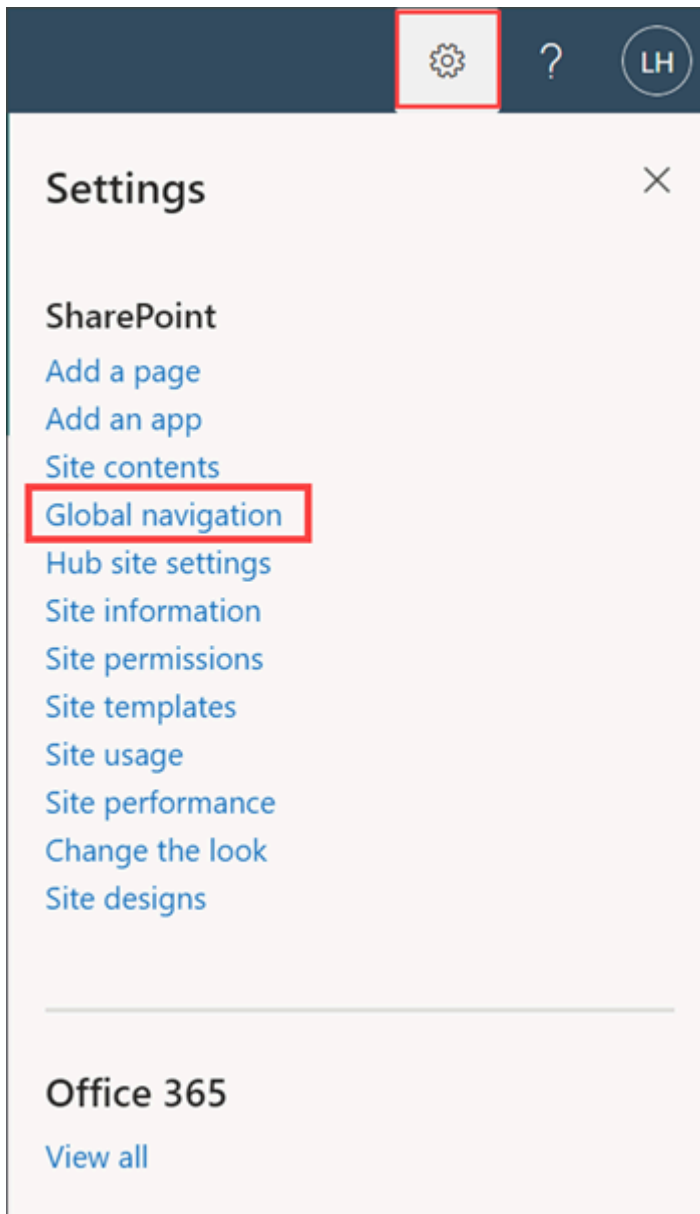 ? LH
Settings
SharePoint
Add a page
Add an app
Site contents
Global navigation
Hub site settings
Site information
Site permissions
Site templates
Site usage
Site performance
Change the look
Site designs
Office 365
View all